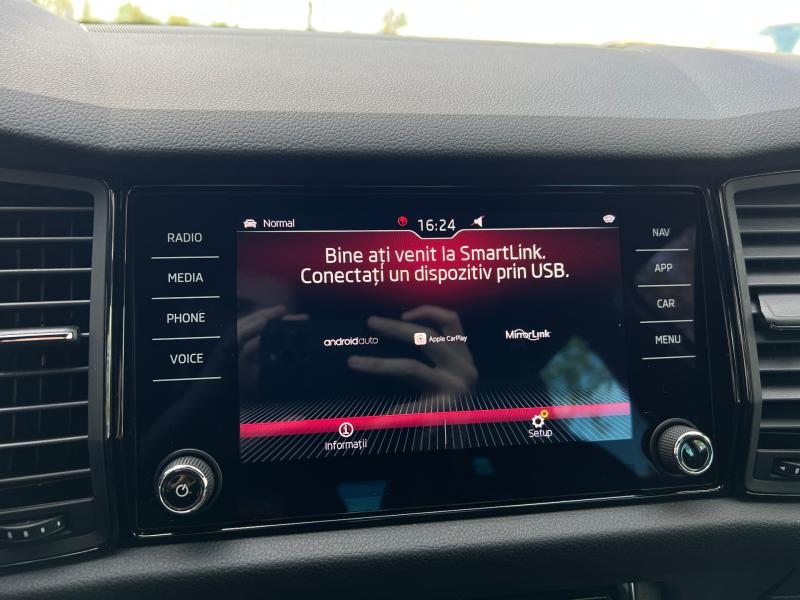 Normal
16:24
Bine ați venit la SmartLink.
Conectați un dispozitiv prin USB.
androidauto
Apple CarPlay
MirrorLink
Informații
Setup
RADIO
MEDIA
PHONE
VOICE
NAV
APP
CAR
MENU